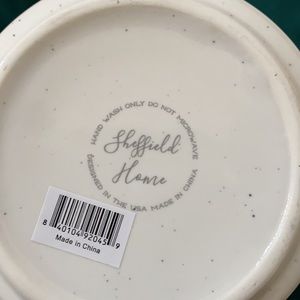 HAND WASH ONLY DO NOT MICROWAVE
Sheffield
Home
DESIGNED IN THE USA MADE IN CHINA
8 40104 92045 9
Made in China